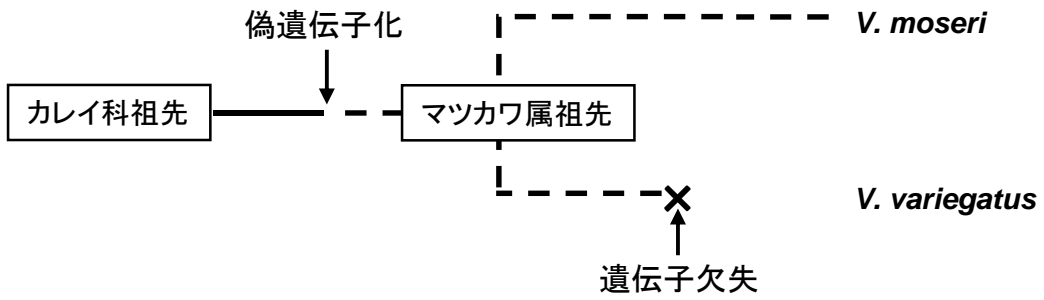 偽遺伝子化
V. moseri
カレイ科祖先
マツカワ属祖先
V. variegatus
遺伝子欠失